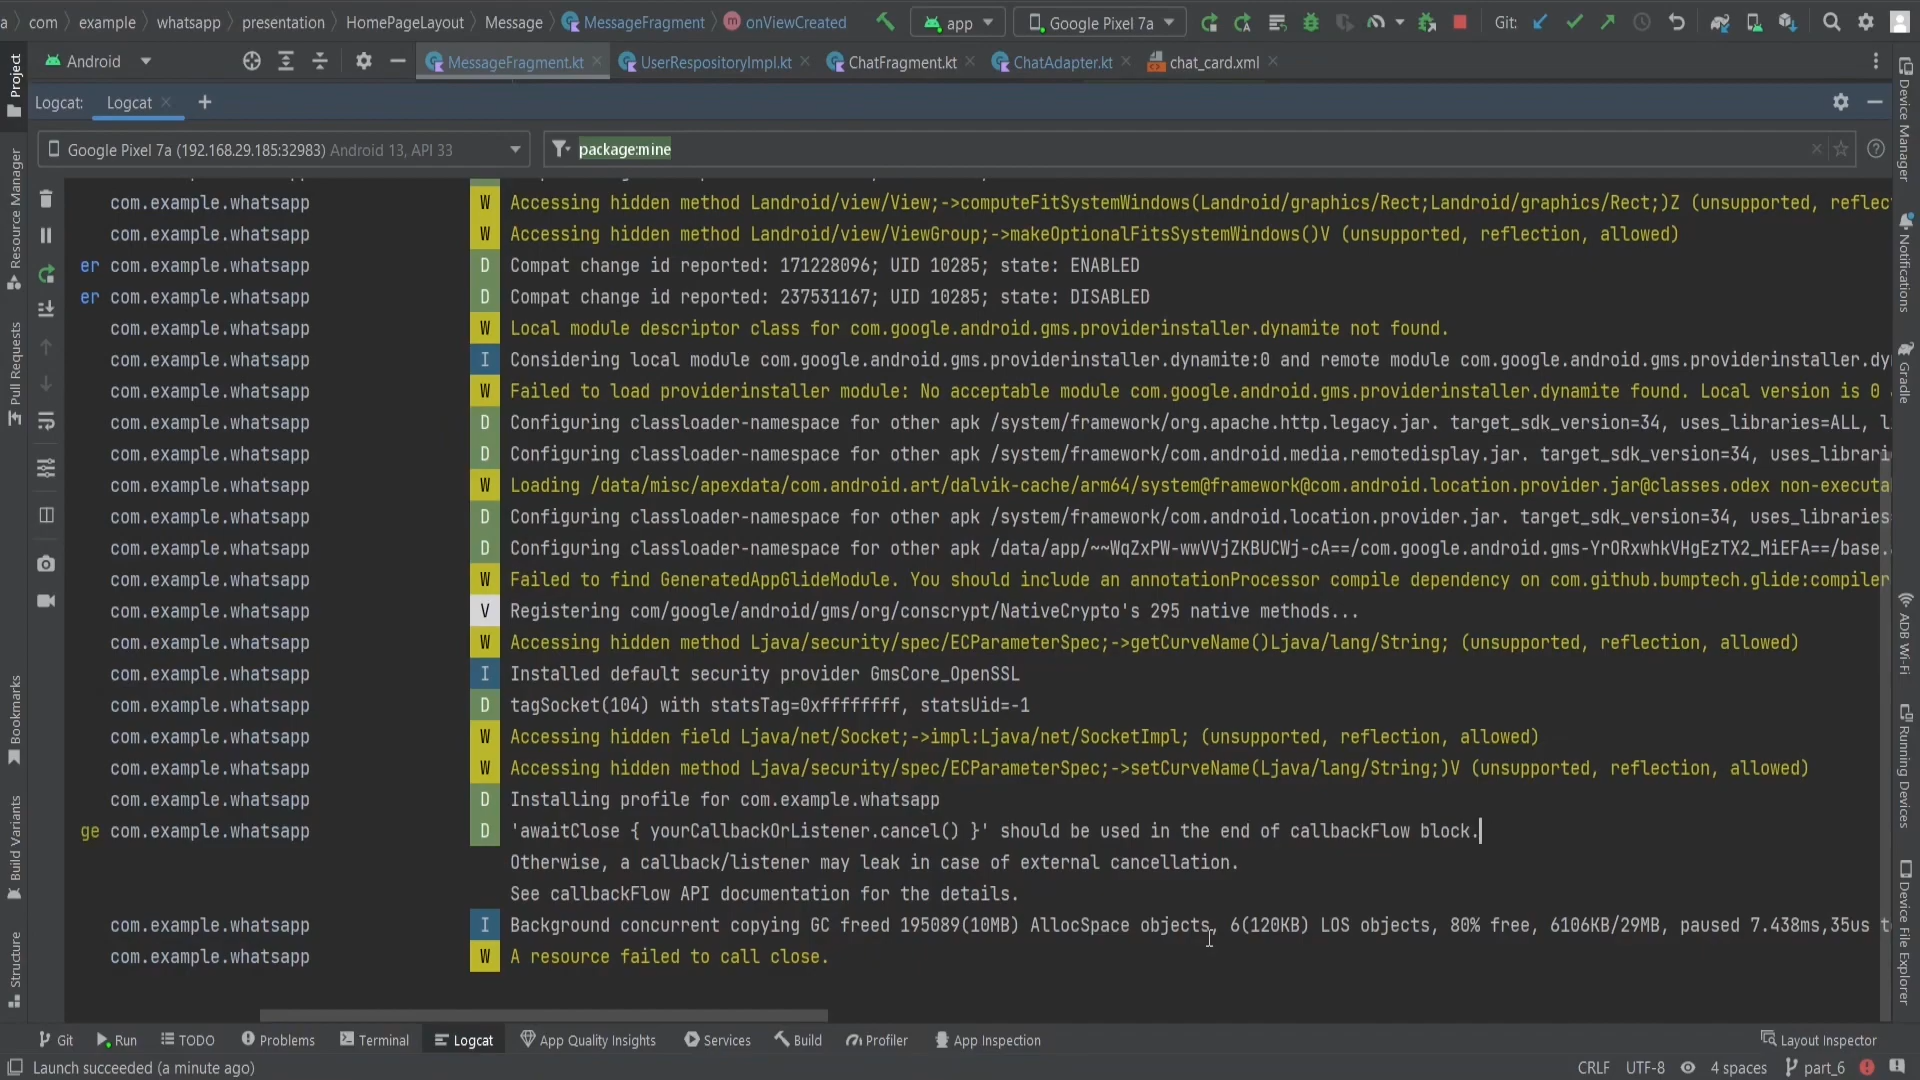 a
com
example
whatsapp
presentation
HomePageLayout
Message
MessageFragment
m
onViewCreated
app
Google Pixel 7a
Git:
Project
Android
MessageFragment.kt
UserRespositoryImpl.kt
ChatFragment.kt
ChatAdapter.kt
chat_card.xml
Logcat:
Logcat
Google Pixel 7a (192.168.29.185:32983) Android 13, API 33
package:mine
com.example.whatsapp W Accessing hidden method Landroid/view/View;->computeFitSystemWindows(Landroid/graphics/Rect;Landroid/graphics/Rect;)Z (unsupported, reflec
com.example.whatsapp W Accessing hidden method Landroid/view/ViewGroup;->makeOptionalFitsSystemWindows()V (unsupported, reflection, allowed)
er com.example.whatsapp D Compat change id reported: 171228096; UID 10285; state: ENABLED
er com.example.whatsapp D Compat change id reported: 237531167; UID 10285; state: DISABLED
com.example.whatsapp W Local module descriptor class for com.google.android.gms.providerinstaller.dynamite not found.
com.example.whatsapp I Considering local module com.google.android.gms.providerinstaller.dynamite:0 and remote module com.google.android.gms.providerinstaller.dy
com.example.whatsapp W Failed to load providerinstaller module: No acceptable module com.google.android.gms.providerinstaller.dynamite found. Local version is 0
com.example.whatsapp D Configuring classloader-namespace for other apk /system/framework/org.apache.http.legacy.jar. target_sdk_version=34, uses_libraries=ALL, l
com.example.whatsapp D Configuring classloader-namespace for other apk /system/framework/com.android.media.remotedisplay.jar. target_sdk_version=34, uses_librari
com.example.whatsapp W Loading /data/misc/apexdata/com.android.art/dalvik-cache/arm64/system@framework@com.android.location.provider.jar@classes.odex non-executa
com.example.whatsapp D Configuring classloader-namespace for other apk /system/framework/com.android.location.provider.jar. target_sdk_version=34, uses_libraries
com.example.whatsapp D Configuring classloader-namespace for other apk /data/app/~~WqZxPW-wwVVjZKBUCWj-cA==/com.google.android.gms-YrORxwhkVHgEzTX2_MiEFA==/base.
com.example.whatsapp W Failed to find GeneratedAppGlideModule. You should include an annotationProcessor compile dependency on com.github.bumptech.glide:compiler
com.example.whatsapp V Registering com/google/android/gms/org/conscrypt/NativeCrypto's 295 native methods...
com.example.whatsapp W Accessing hidden method Ljava/security/spec/ECParameterSpec;->getCurveName()Ljava/lang/String; (unsupported, reflection, allowed)
com.example.whatsapp I Installed default security provider GmsCore_OpenSSL
com.example.whatsapp D tagSocket(104) with statsTag=0xffffffff, statsUid=-1
com.example.whatsapp W Accessing hidden field Ljava/net/Socket;->impl:Ljava/net/SocketImpl; (unsupported, reflection, allowed)
com.example.whatsapp W Accessing hidden method Ljava/security/spec/ECParameterSpec;->setCurveName(Ljava/lang/String;)V (unsupported, reflection, allowed)
com.example.whatsapp D Installing profile for com.example.whatsapp
ge com.example.whatsapp D 'awaitClose { yourCallbackOrListener.cancel() }' should be used in the end of callbackFlow block.
Otherwise, a callback/listener may leak in case of external cancellation.
See callbackFlow API documentation for the details.
com.example.whatsapp I Background concurrent copying GC freed 195089(10MB) AllocSpace objects, 6(120KB) LOS objects, 80% free, 6106KB/29MB, paused 7.438ms,35us t
com.example.whatsapp W A resource failed to call close.
Resource Manager
Pull Requests
Bookmarks
Build Variants
Structure
Device Manager
Notifications
Gradle
ADB Wi-Fi
Running Devices
Device File Explorer
Git
Run
TODO
Problems
Terminal
Logcat
App Quality Insights
Services
Build
Profiler
App Inspection
Layout Inspector
Launch succeeded (a minute ago)
CRLF
UTF-8
4 spaces
part_6